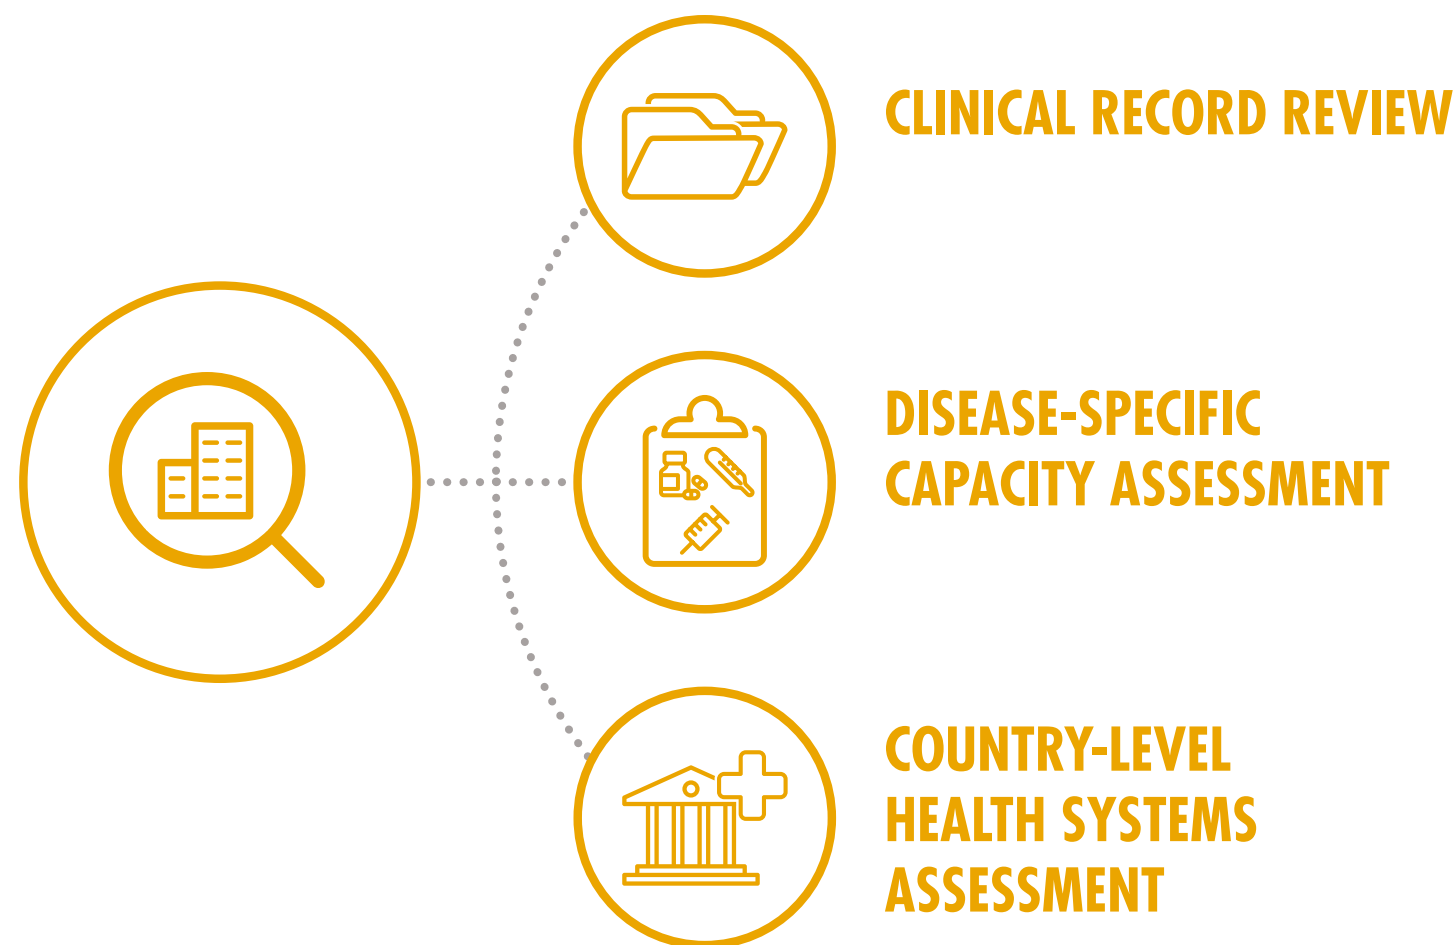 CLINICAL RECORD REVIEW
DISEASE-SPECIFIC
CAPACITY ASSESSMENT
COUNTRY-LEVEL
HEALTH SYSTEMS
ASSESSMENT